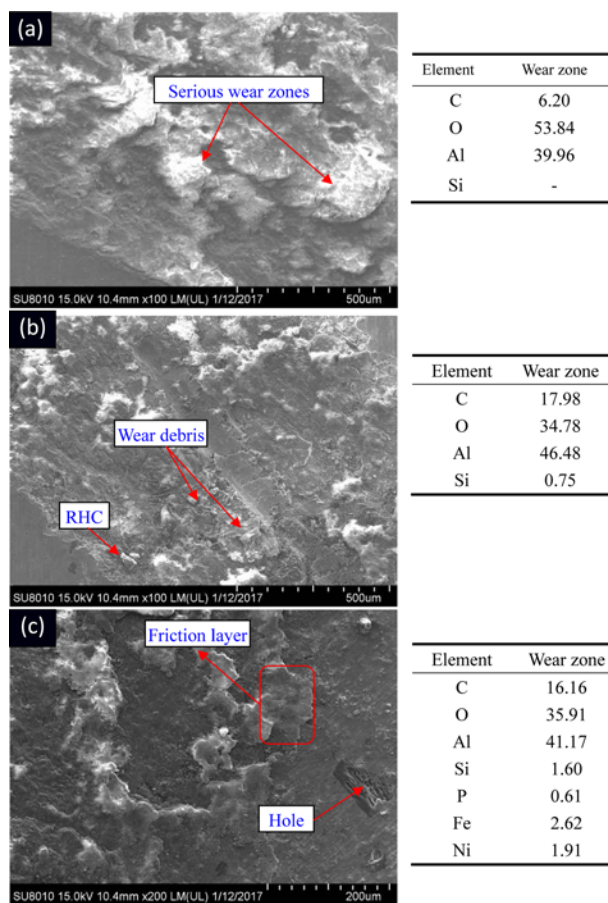 (a)
Serious wear zones
SU8010 15.0kV 10.4mm x100 LM(UL) 1/12/2017
500um
Element Wear zone
C 6.20
O 53.84
Al 39.96
Si -
(b)
Wear debris
RHC
SU8010 15.0kV 10.4mm x100 LM(UL) 1/12/2017
500um
Element Wear zone
C 17.98
O 34.78
Al 46.48
Si 0.75
(c)
Friction layer
Hole
SU8010 15.0kV 10.4mm x200 LM(UL) 1/12/2017
200um
Element Wear zone
C 16.16
O 35.91
Al 41.17
Si 1.60
P 0.61
Fe 2.62
Ni 1.91